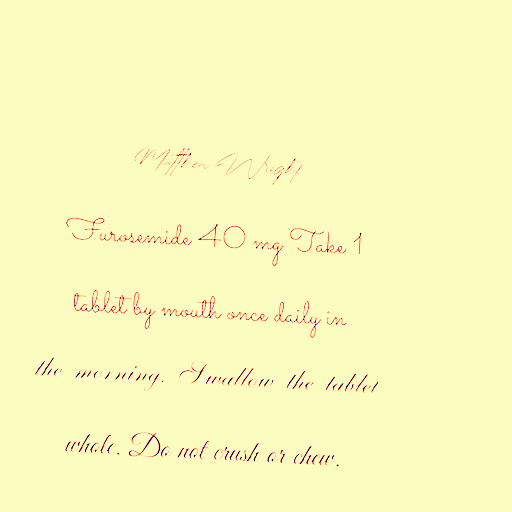 Matthew Wright
Furosemide 40 mg Take 1
tablet by mouth once daily in
the morning. Swallow the tablet
whole. Do not crush or chew.